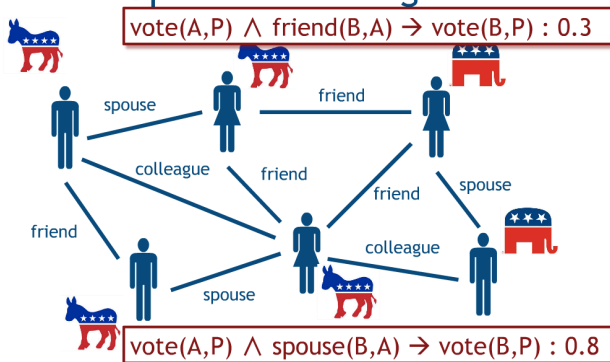 vote(A,P) ∧ friend(B,A) → vote(B,P) : 0.3
spouse
friend
colleague
friend
friend
spouse
friend
colleague
spouse
vote(A,P) ∧ spouse(B,A) → vote(B,P) : 0.8